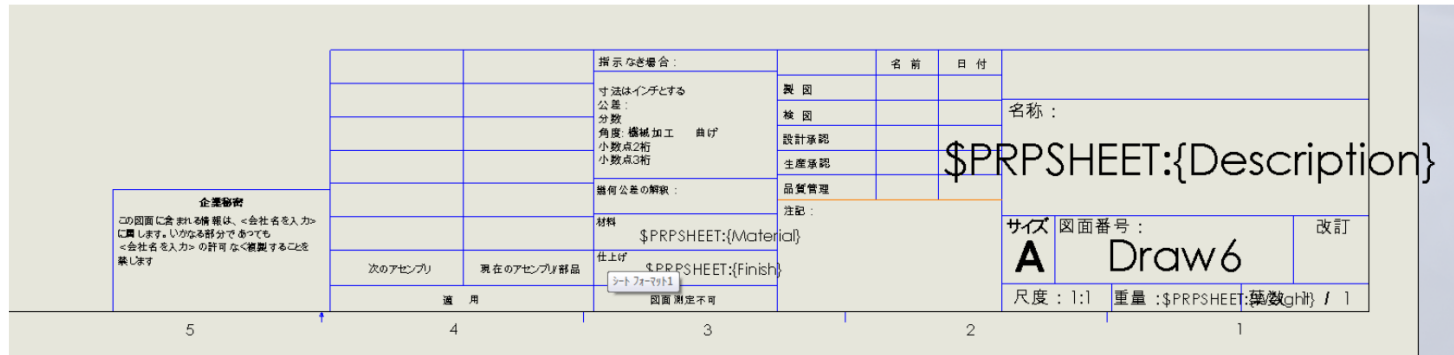 指示なき場合:
名 前
日 付
寸法はインチとする
公差:
分数
角度: 機械加工 曲げ
小数点2桁
小数点3桁
製 図
検 図
設計承認
生産承認
品質管理
名称:
$PRPSHEET:{Description}
幾何公差の解釈:
注記:
材料
$PRPSHEET:{Material}
仕上げ
$PRPSHEET:{Finish}
シート フォーマット1
企業秘密
この図面に含まれる情報は、<会社名を入力>
に属します。いかなる部分であっても
<会社名を入力> の許可なく複製することを
禁じます
次のアセンブリ
現在のアセンブリ/部品
適 用
図面測定不可
サイズ
A
図面番号:
Draw6
改訂
尺度:1:1
重量:$PRPSHEET:{Weight}
葉数 1 / 1
5
4
3
2
1